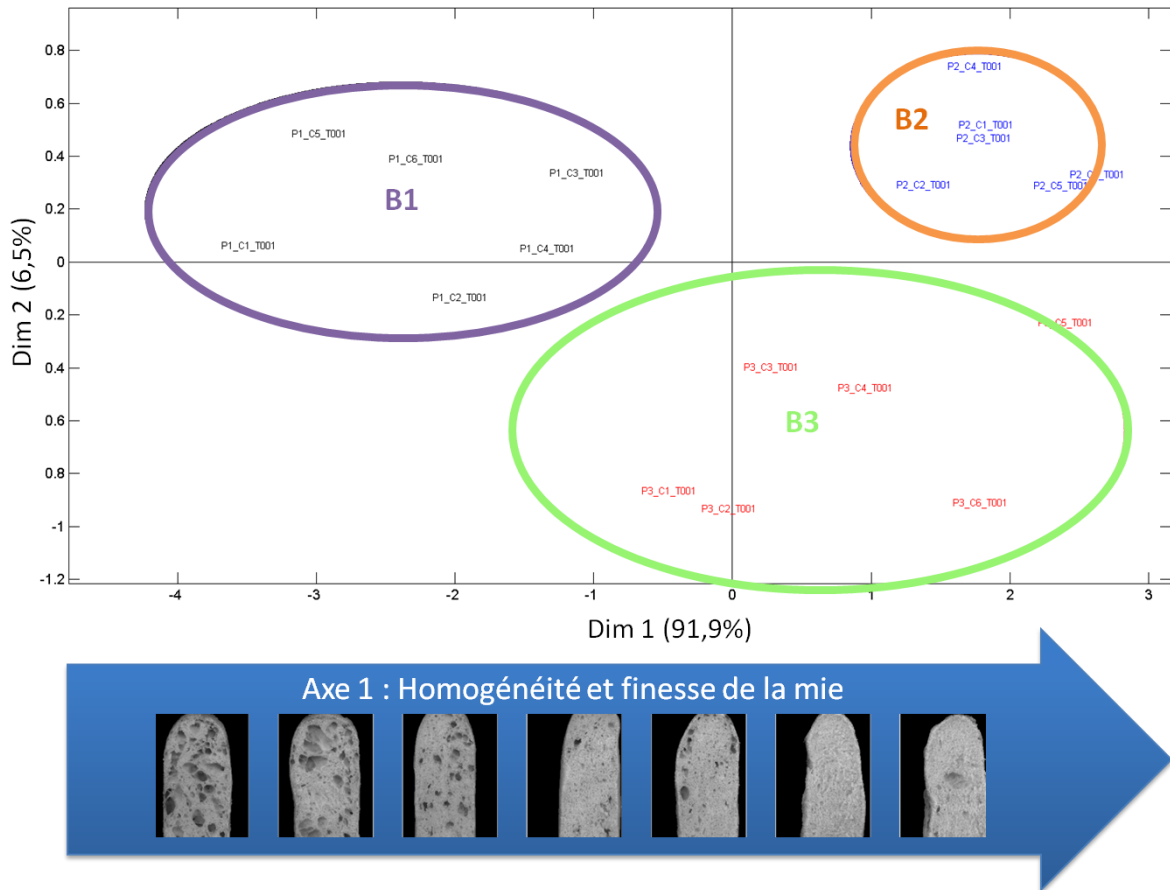 0.8
P2_C4_T001
0.6
B2
P2_C1_T001
P1_C5_T001
P2_C3_T001
0.4
P1_C6_T001
P1_C3_T001
P2_C2_T001
P2_C5_T001
0.2
B1
P1_C1_T001
P1_C4_T001
0
P1_C2_T001
0.2
C5_T001
0.4
P3_C3_T001
P3_C4_T001
0.6
B3
0.8
P3_C1_T001
P3_C2_T001
P3_C6_T001
-1
-1.2
-4
-3
-2
-1
0
1
2
3
Dim 2 (6,5%)
Dim 1 (91,9%)
Axe 1 : Homogénéité et finesse de la mie